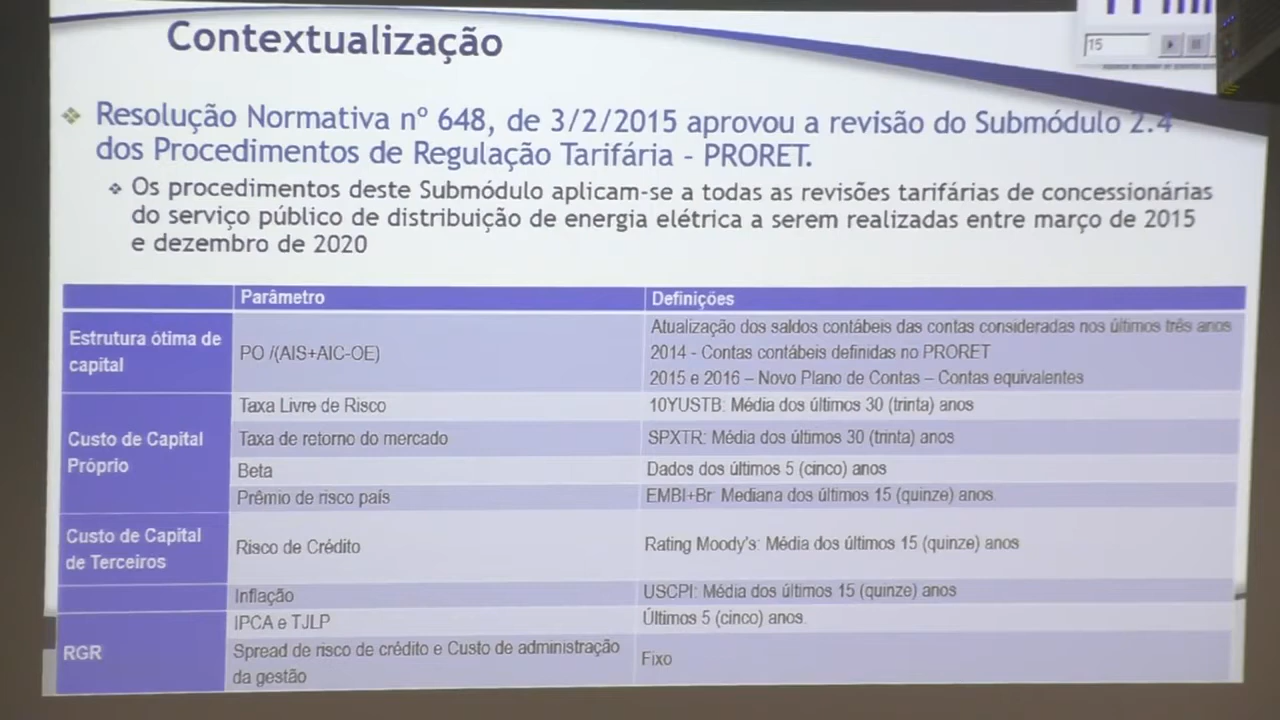 Contextualização
15
Resolução Normativa nº 648, de 3/2/2015 aprovou a revisão do Submódulo 2.4
dos Procedimentos de Regulação Tarifária - PRORET.
Os procedimentos deste Submódulo aplicam-se a todas as revisões tarifárias de concessionárias
do serviço público de distribuição de energia elétrica a serem realizadas entre março de 2015
e dezembro de 2020
Parâmetro
Definições
Estrutura ótima de
capital
PO /(AIS+AIC-OE)
Atualização dos saldos contábeis das contas consideradas nos últimos três anos
2014 - Contas contábeis definidas no PRORET
2015 e 2016 – Novo Plano de Contas – Contas equivalentes
Custo de Capital
Próprio
Taxa Livre de Risco
10YUSTB: Média dos últimos 30 (trinta) anos
Taxa de retorno do mercado
SPXTR: Média dos últimos 30 (trinta) anos
Beta
Dados dos últimos 5 (cinco) anos
Prêmio de risco país
EMBI+Br: Mediana dos últimos 15 (quinze) anos.
Custo de Capital
de Terceiros
Risco de Crédito
Rating Moody's: Média dos últimos 15 (quinze) anos
Inflação
USCPI: Média dos últimos 15 (quinze) anos
RGR
IPCA e TJLP
Últimos 5 (cinco) anos.
Spread de risco de crédito e Custo de administração
da gestão
Fixo